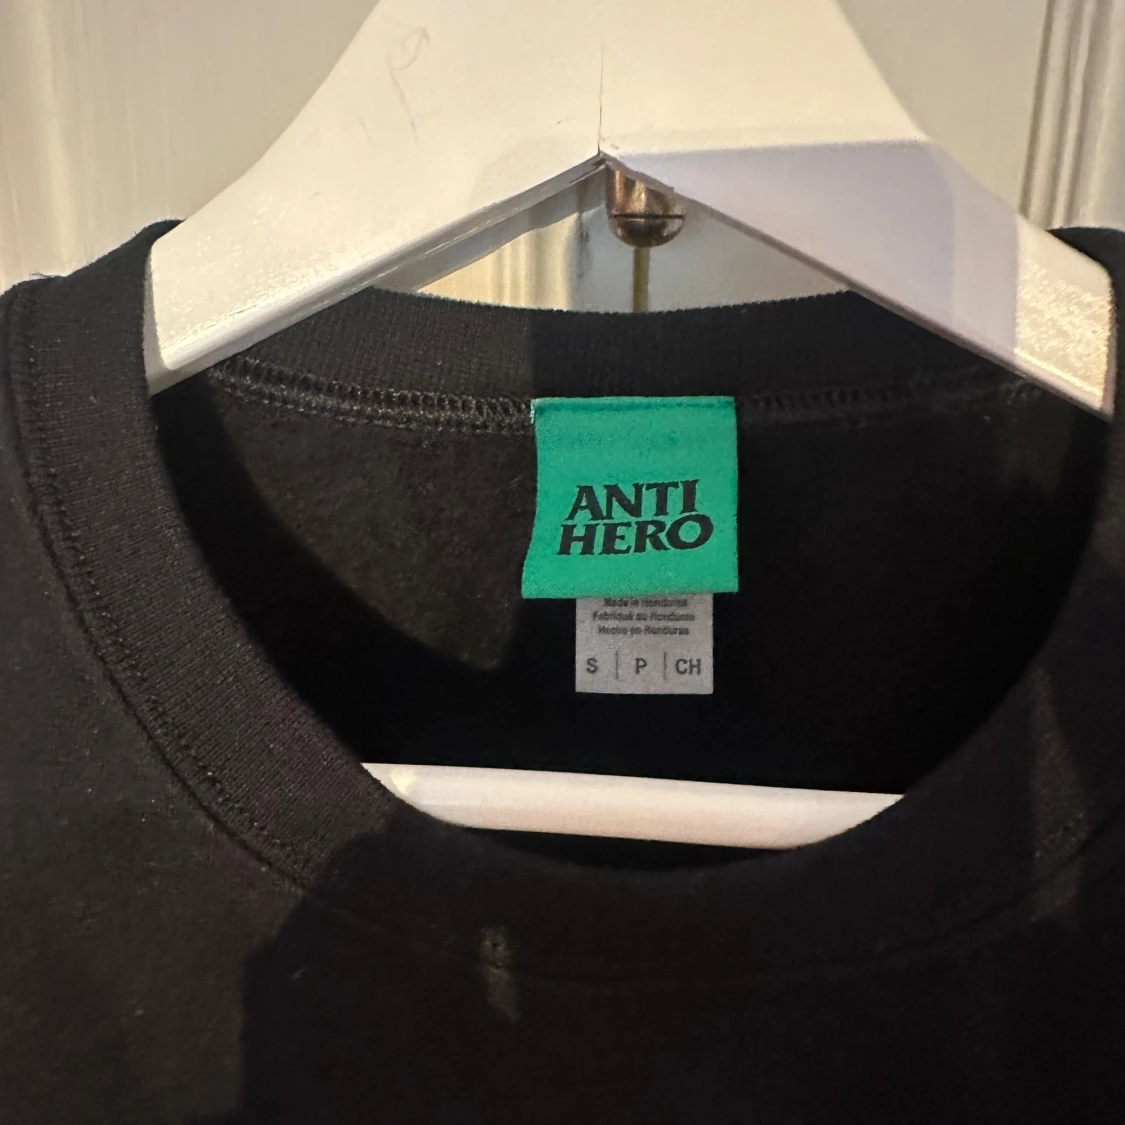 ANTI
HERO
Made in Honduras
Fabriqué au Honduras
Hecho en Honduras
S | P | CH